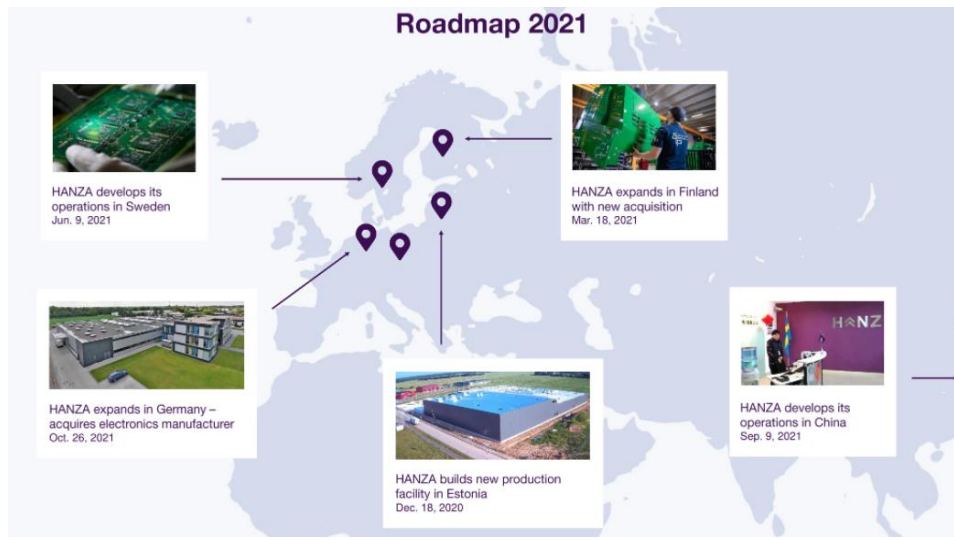 Roadmap 2021
HANZA develops its
operations in Sweden
Jun. 9, 2021
HANZA expands in Finland
with new acquisition
Mar. 18, 2021
HANZA expands in Germany –
acquires electronics manufacturer
Oct. 26, 2021
HANZA builds new production
facility in Estonia
Dec. 18, 2020
HANZ
HANZA develops its
operations in China
Sep. 9, 2021